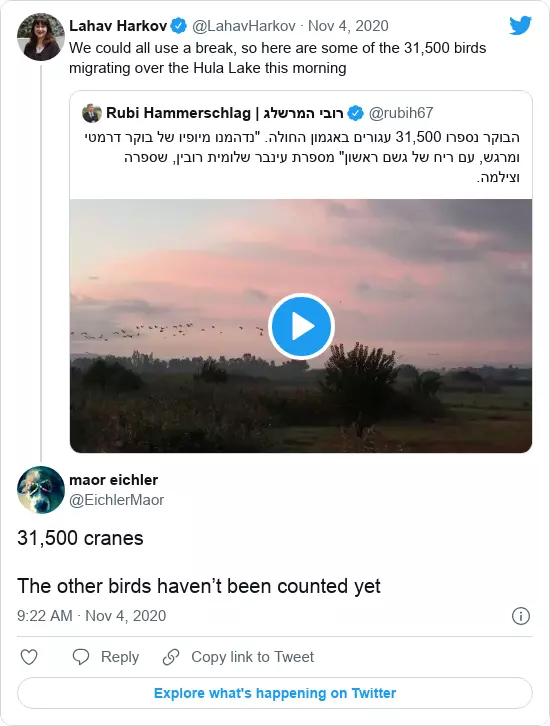 Lahav Harkov @LahavHarkov · Nov 4, 2020
We could all use a break, so here are some of the 31,500 birds
migrating over the Hula Lake this morning
Rubi Hammerschlag | רובי המרשלג @rubih67
הבוקר נספרו 31,500 עגורים באגמון החולה. "נדהמנו מיופיו של בוקר דרמטי
ומרגש, עם ריח של גשם ראשון" מספרת עינבר שלומית רובין, שספרה
וצילמה.
maor eichler
@EichlerMaor
31,500 cranes
The other birds haven’t been counted yet
9:22 AM · Nov 4, 2020
Reply
Copy link to Tweet
Explore what's happening on Twitter